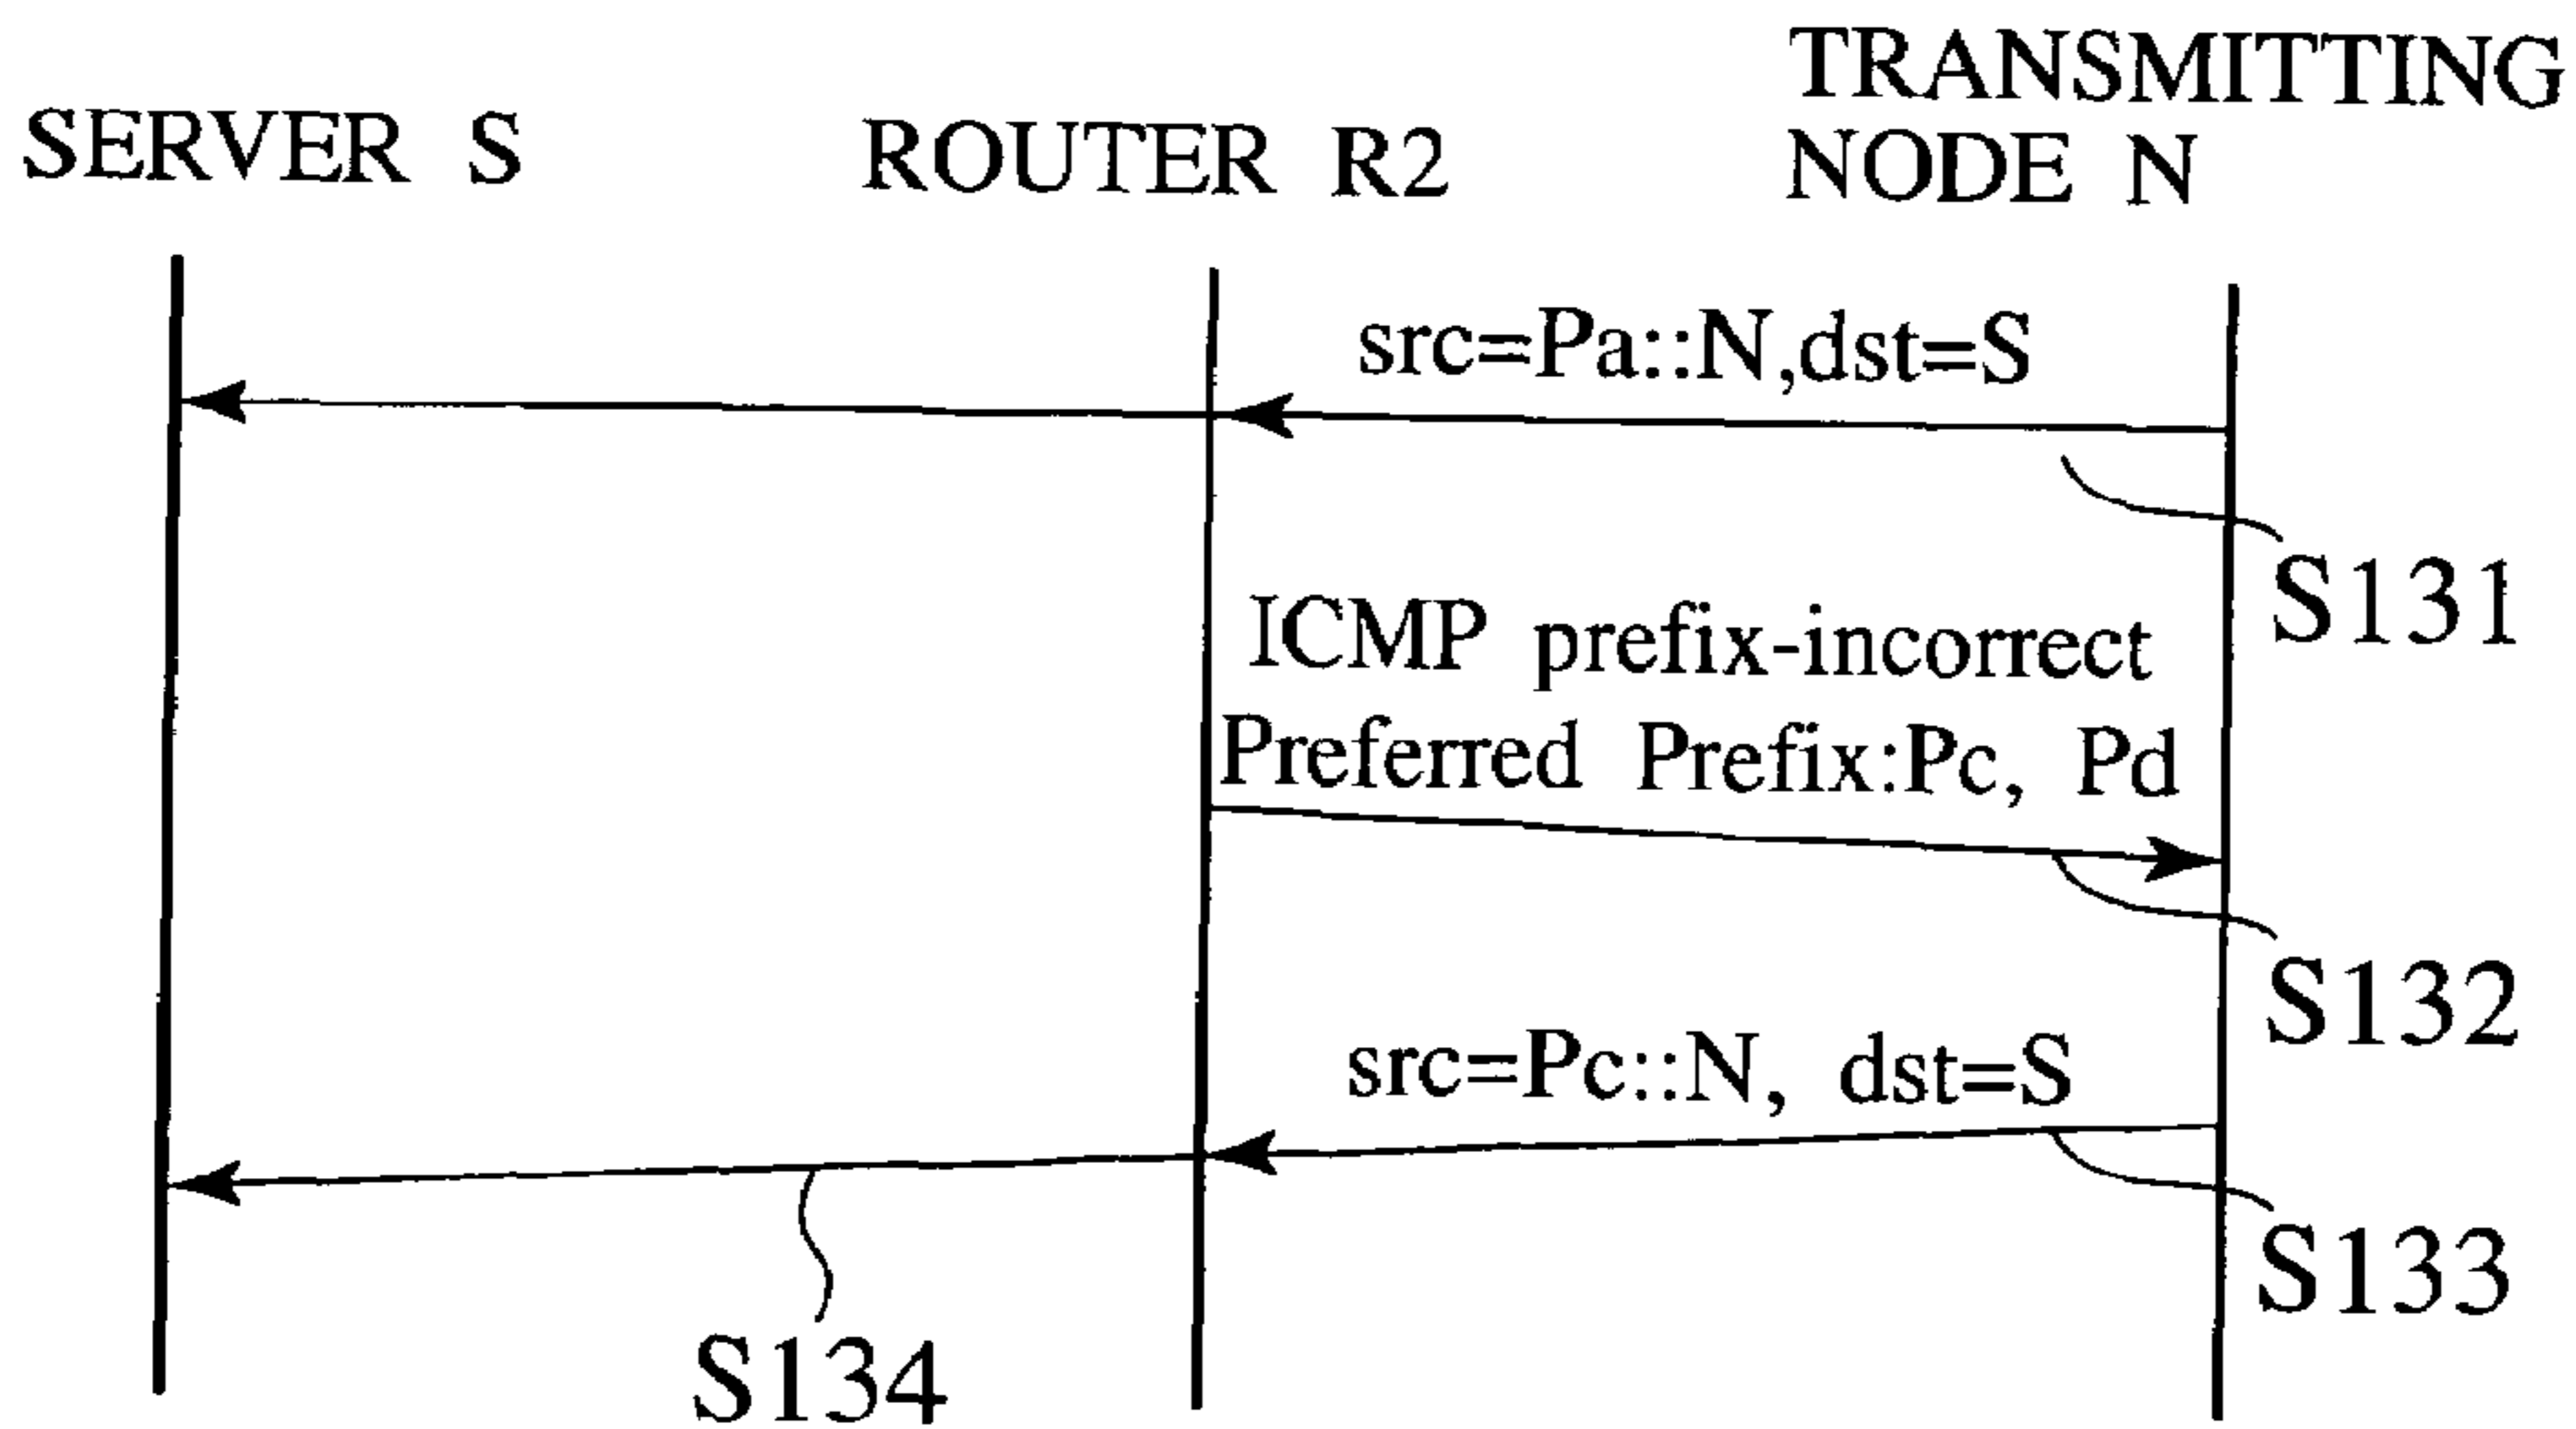 SERVER S
ROUTER R2
TRANSMITTING
NODE N
src=Pa::N,dst=S
S131
ICMP prefix-incorrect
Preferred Prefix:Pc, Pd
S132
src=Pc::N, dst=S
S133
S134